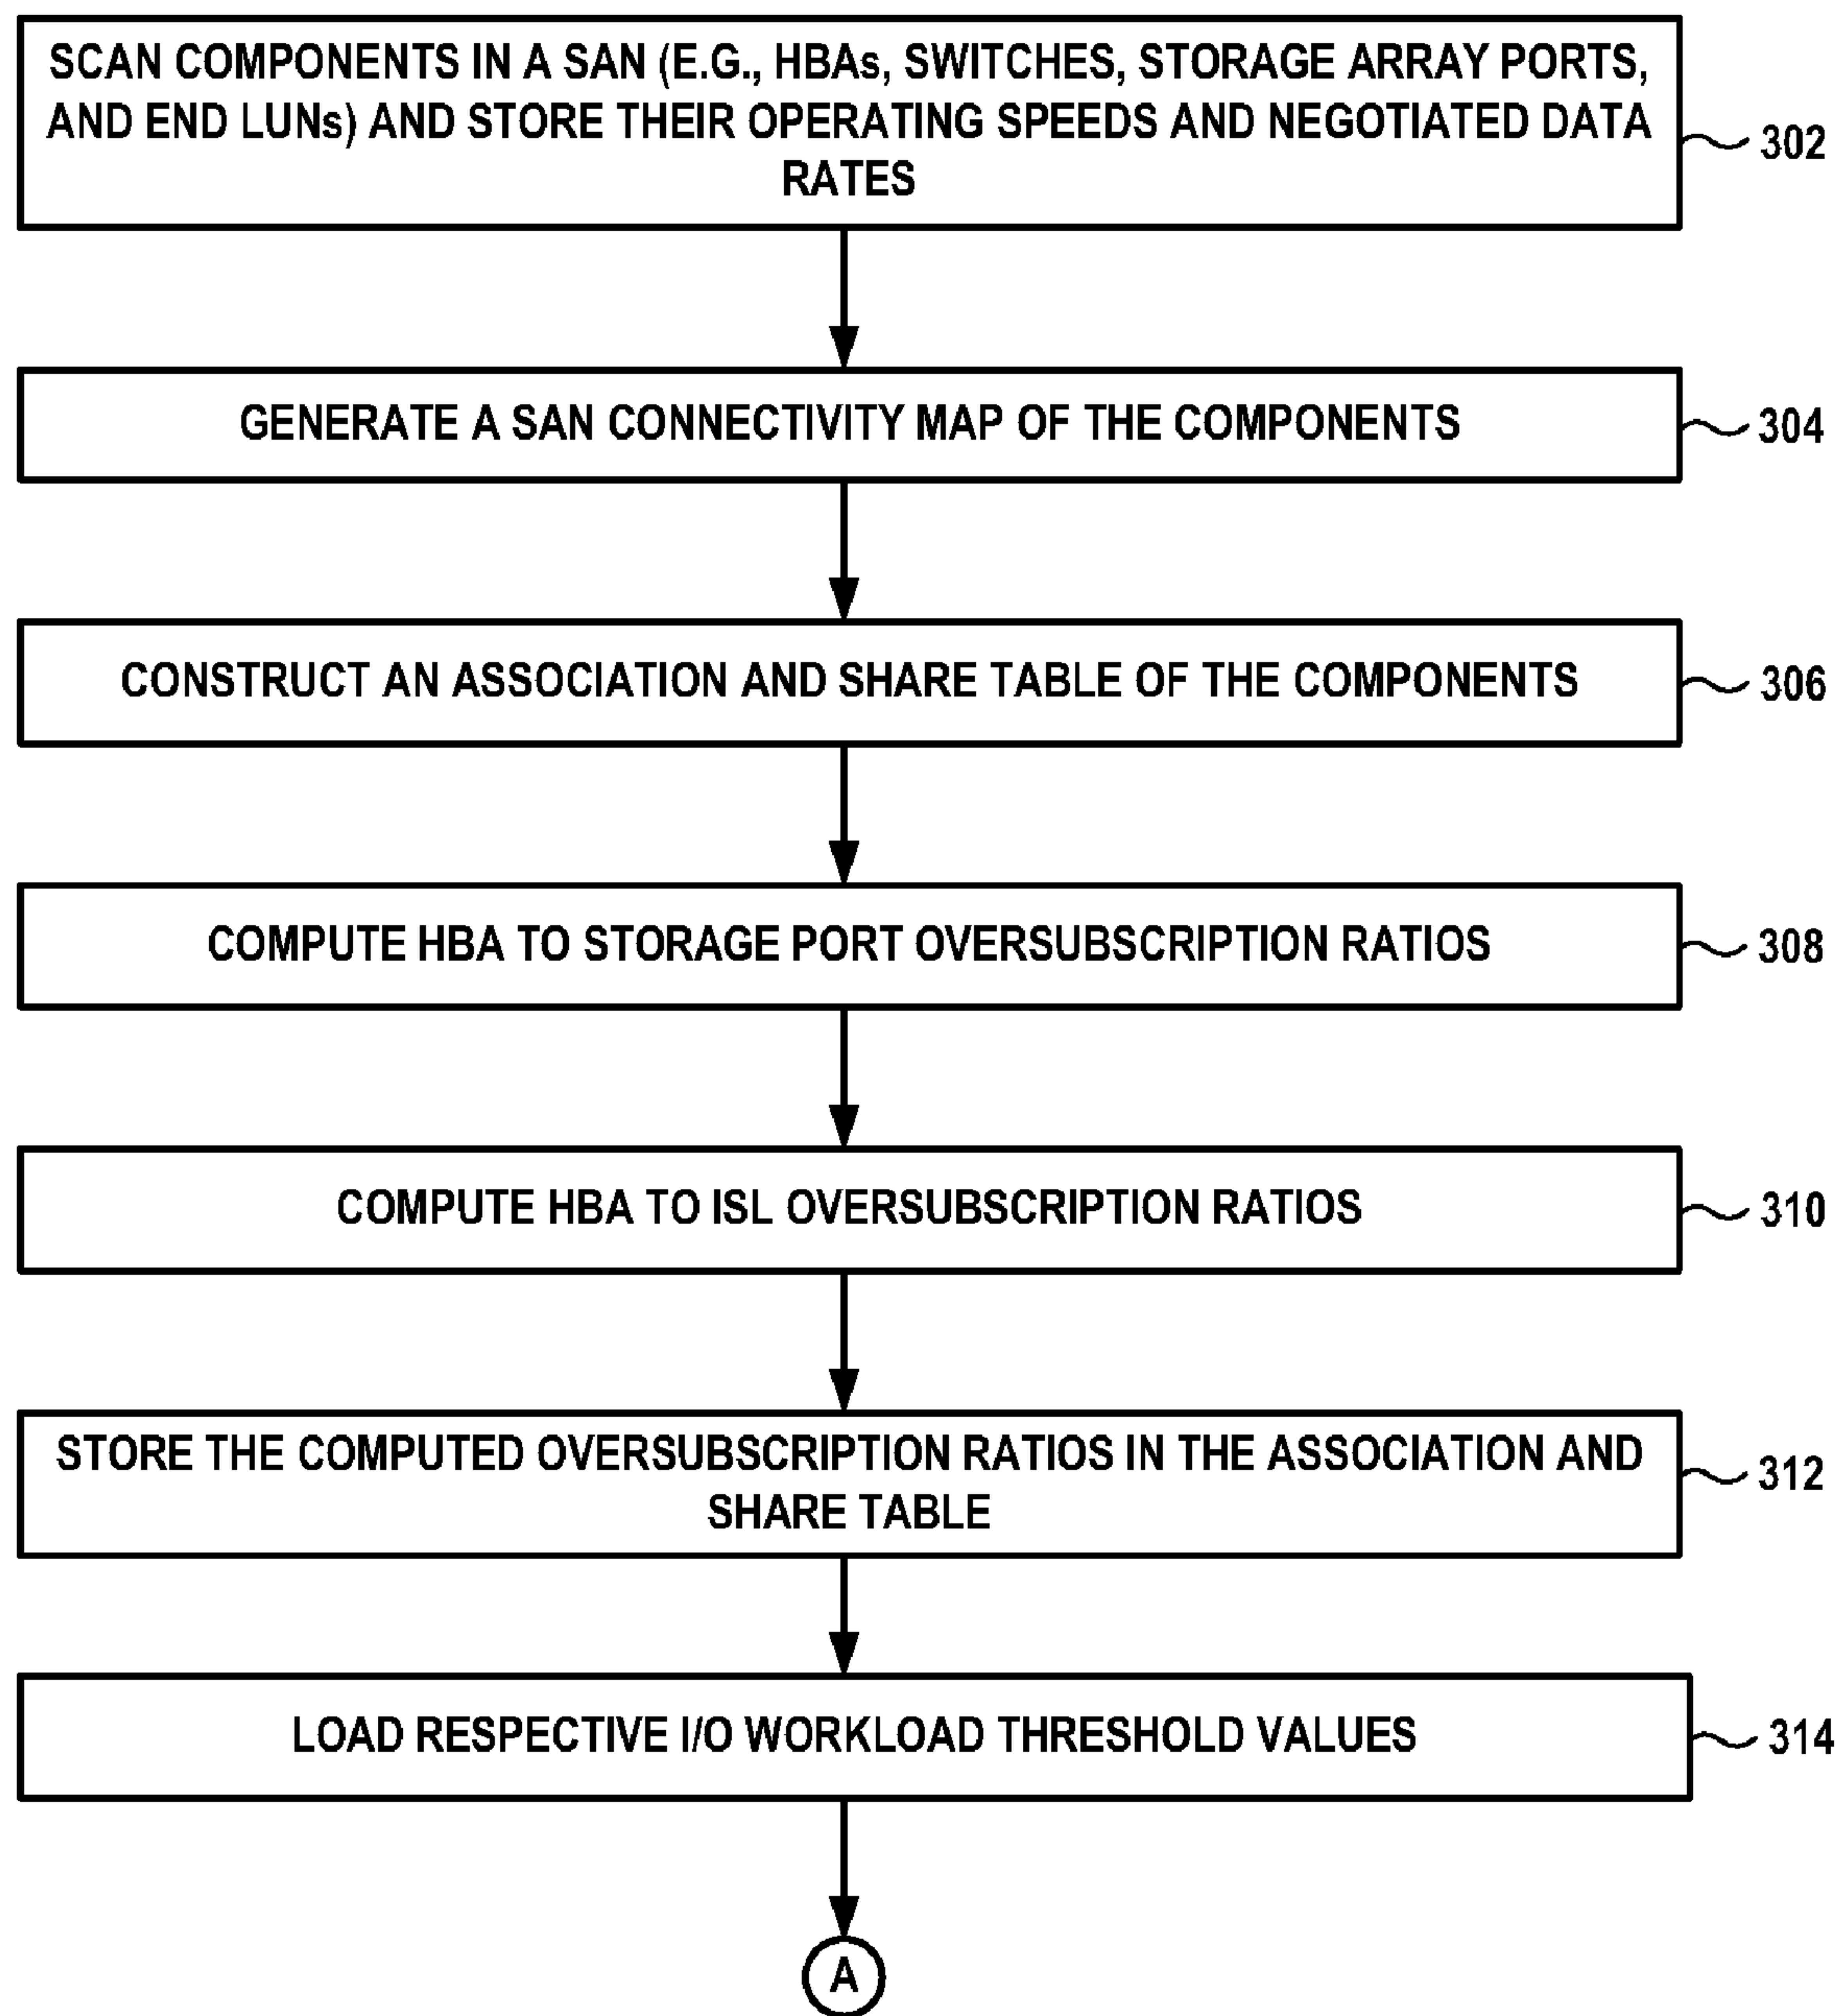 SCAN COMPONENTS IN A SAN (E.G., HBAs, SWITCHES, STORAGE ARRAY PORTS,
AND END LUNs) AND STORE THEIR OPERATING SPEEDS AND NEGOTIATED DATA
RATES
302
GENERATE A SAN CONNECTIVITY MAP OF THE COMPONENTS
304
CONSTRUCT AN ASSOCIATION AND SHARE TABLE OF THE COMPONENTS
306
COMPUTE HBA TO STORAGE PORT OVERSUBSCRIPTION RATIOS
308
COMPUTE HBA TO ISL OVERSUBSCRIPTION RATIOS
310
STORE THE COMPUTED OVERSUBSCRIPTION RATIOS IN THE ASSOCIATION AND
SHARE TABLE
312
LOAD RESPECTIVE I/O WORKLOAD THRESHOLD VALUES
314
A